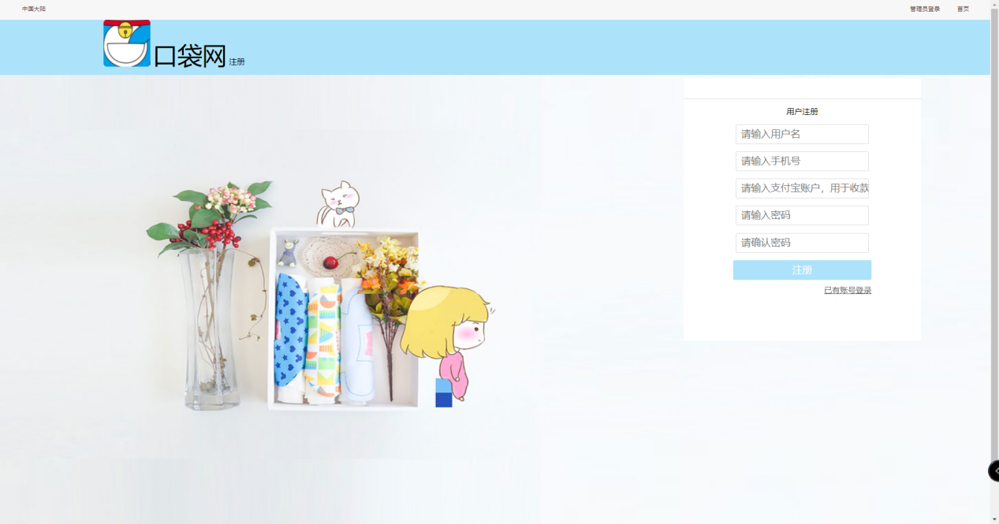 中国大陆
管理员登录 首页
口袋网 注册
用户注册
请输入用户名
请输入手机号
请输入支付宝账户，用于收款
请输入密码
请确认密码
注册
已有账号登录